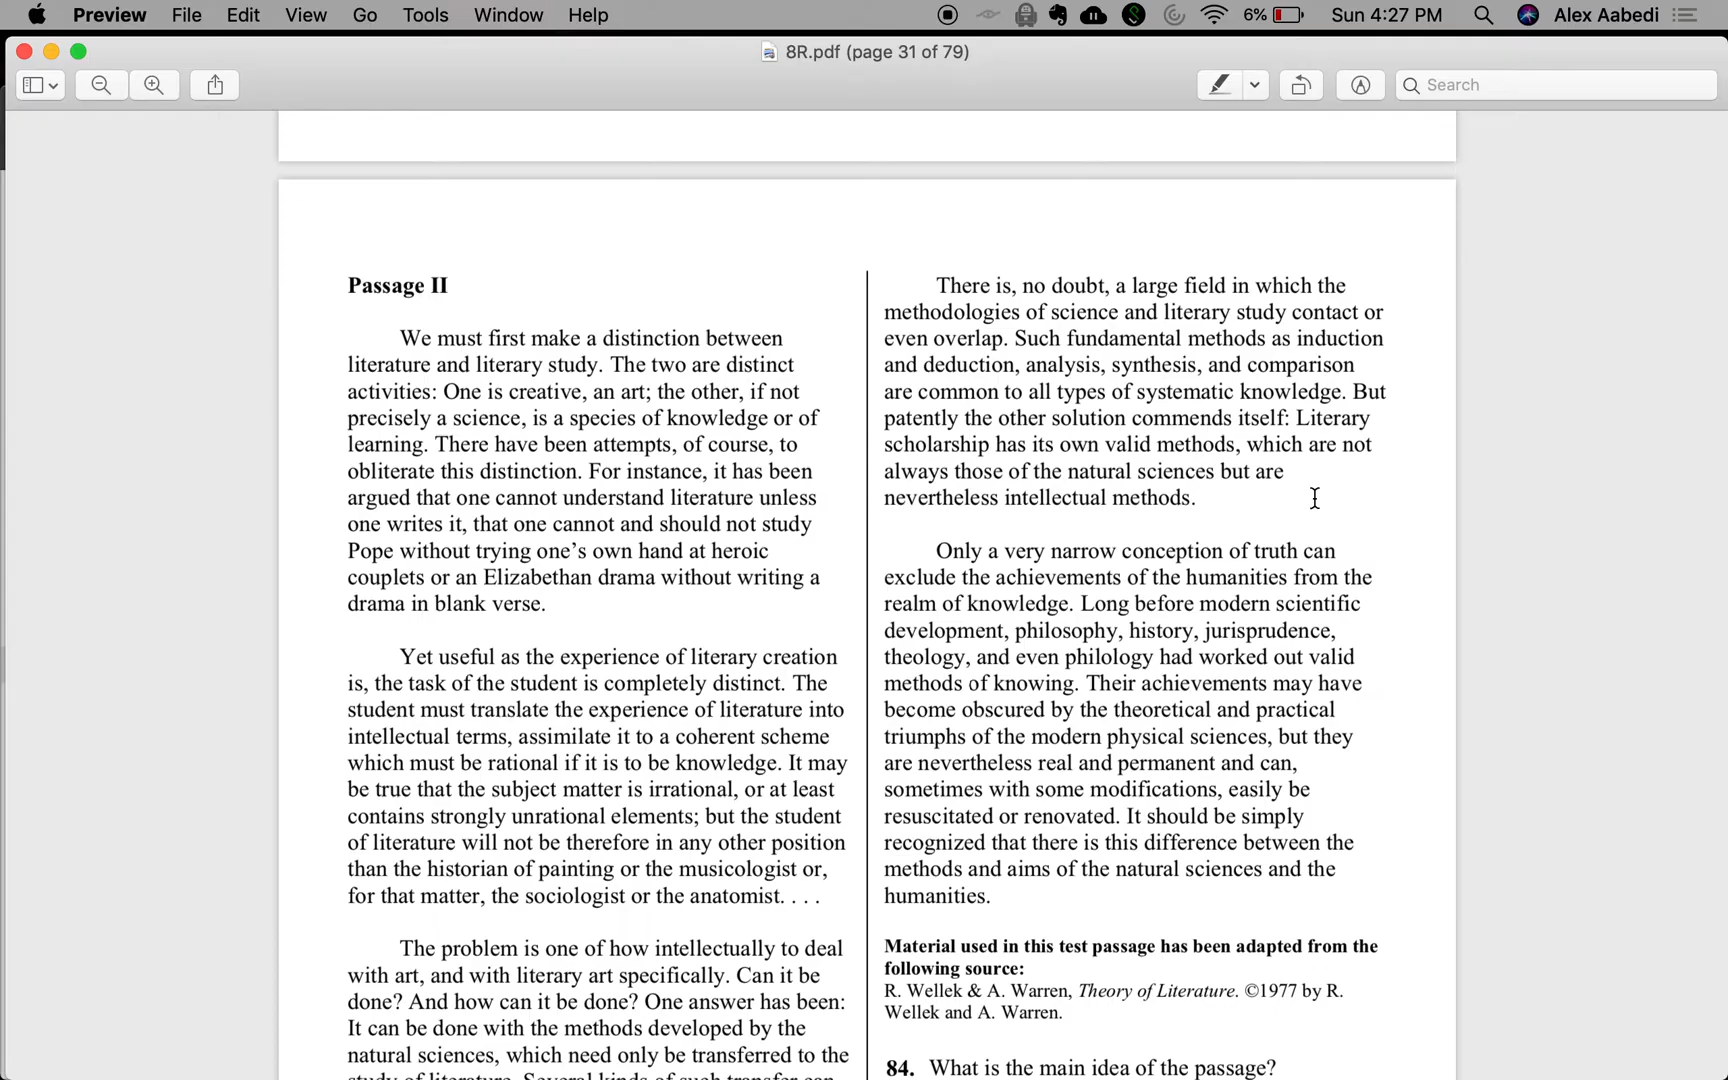 Preview File Edit View Go Tools Window Help 6% Sun 4:27 PM Alex Aabedi
8R.pdf (page 31 of 79)
Search
Passage II
We must first make a distinction between
literature and literary study. The two are distinct
activities: One is creative, an art; the other, if not
precisely a science, is a species of knowledge or of
learning. There have been attempts, of course, to
obliterate this distinction. For instance, it has been
argued that one cannot understand literature unless
one writes it, that one cannot and should not study
Pope without trying one’s own hand at heroic
couplets or an Elizabethan drama without writing a
drama in blank verse.
Yet useful as the experience of literary creation
is, the task of the student is completely distinct. The
student must translate the experience of literature into
intellectual terms, assimilate it to a coherent scheme
which must be rational if it is to be knowledge. It may
be true that the subject matter is irrational, or at least
contains strongly unrational elements; but the student
of literature will not be therefore in any other position
than the historian of painting or the musicologist or,
for that matter, the sociologist or the anatomist. . . .
The problem is one of how intellectually to deal
with art, and with literary art specifically. Can it be
done? And how can it be done? One answer has been:
It can be done with the methods developed by the
natural sciences, which need only be transferred to the
study of literature. Several kinds of such transfer can
There is, no doubt, a large field in which the
methodologies of science and literary study contact or
even overlap. Such fundamental methods as induction
and deduction, analysis, synthesis, and comparison
are common to all types of systematic knowledge. But
patently the other solution commends itself: Literary
scholarship has its own valid methods, which are not
always those of the natural sciences but are
nevertheless intellectual methods.
Only a very narrow conception of truth can
exclude the achievements of the humanities from the
realm of knowledge. Long before modern scientific
development, philosophy, history, jurisprudence,
theology, and even philology had worked out valid
methods of knowing. Their achievements may have
become obscured by the theoretical and practical
triumphs of the modern physical sciences, but they
are nevertheless real and permanent and can,
sometimes with some modifications, easily be
resuscitated or renovated. It should be simply
recognized that there is this difference between the
methods and aims of the natural sciences and the
humanities.
Material used in this test passage has been adapted from the
following source:
R. Wellek & A. Warren, Theory of Literature. ©1977 by R.
Wellek and A. Warren.
84. What is the main idea of the passage?